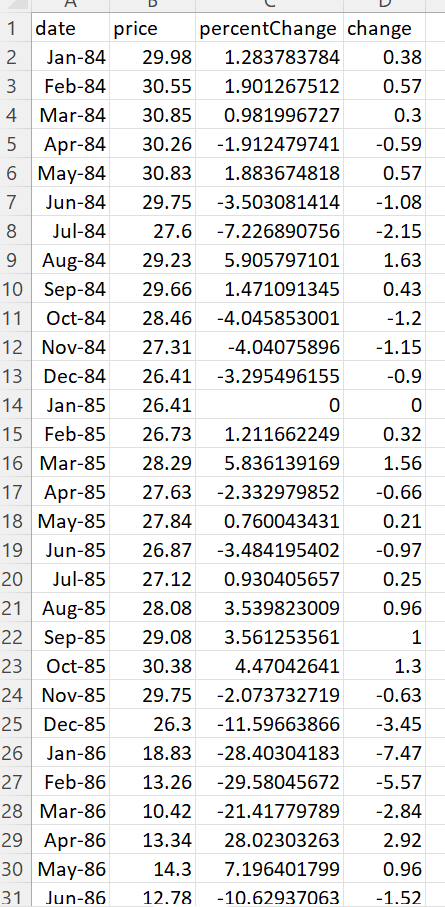 A B C D
1 date price percentChange change
2 Jan-84 29.98 1.283783784 0.38
3 Feb-84 30.55 1.901267512 0.57
4 Mar-84 30.85 0.981996727 0.3
5 Apr-84 30.26 -1.912479741 -0.59
6 May-84 30.83 1.883674818 0.57
7 Jun-84 29.75 -3.503081414 -1.08
8 Jul-84 27.6 -7.226890756 -2.15
9 Aug-84 29.23 5.905797101 1.63
10 Sep-84 29.66 1.471091345 0.43
11 Oct-84 28.46 -4.045853001 -1.2
12 Nov-84 27.31 -4.04075896 -1.15
13 Dec-84 26.41 -3.295496155 -0.9
14 Jan-85 26.41 0 0
15 Feb-85 26.73 1.211662249 0.32
16 Mar-85 28.29 5.836139169 1.56
17 Apr-85 27.63 -2.332979852 -0.66
18 May-85 27.84 0.760043431 0.21
19 Jun-85 26.87 -3.484195402 -0.97
20 Jul-85 27.12 0.930405657 0.25
21 Aug-85 28.08 3.539823009 0.96
22 Sep-85 29.08 3.561253561 1
23 Oct-85 30.38 4.47042641 1.3
24 Nov-85 29.75 -2.073732719 -0.63
25 Dec-85 26.3 -11.59663866 -3.45
26 Jan-86 18.83 -28.40304183 -7.47
27 Feb-86 13.26 -29.58045672 -5.57
28 Mar-86 10.42 -21.41779789 -2.84
29 Apr-86 13.34 28.02303263 2.92
30 May-86 14.3 7.196401799 0.96
31 Jun-86 12.78 -10.62937063 -1.52